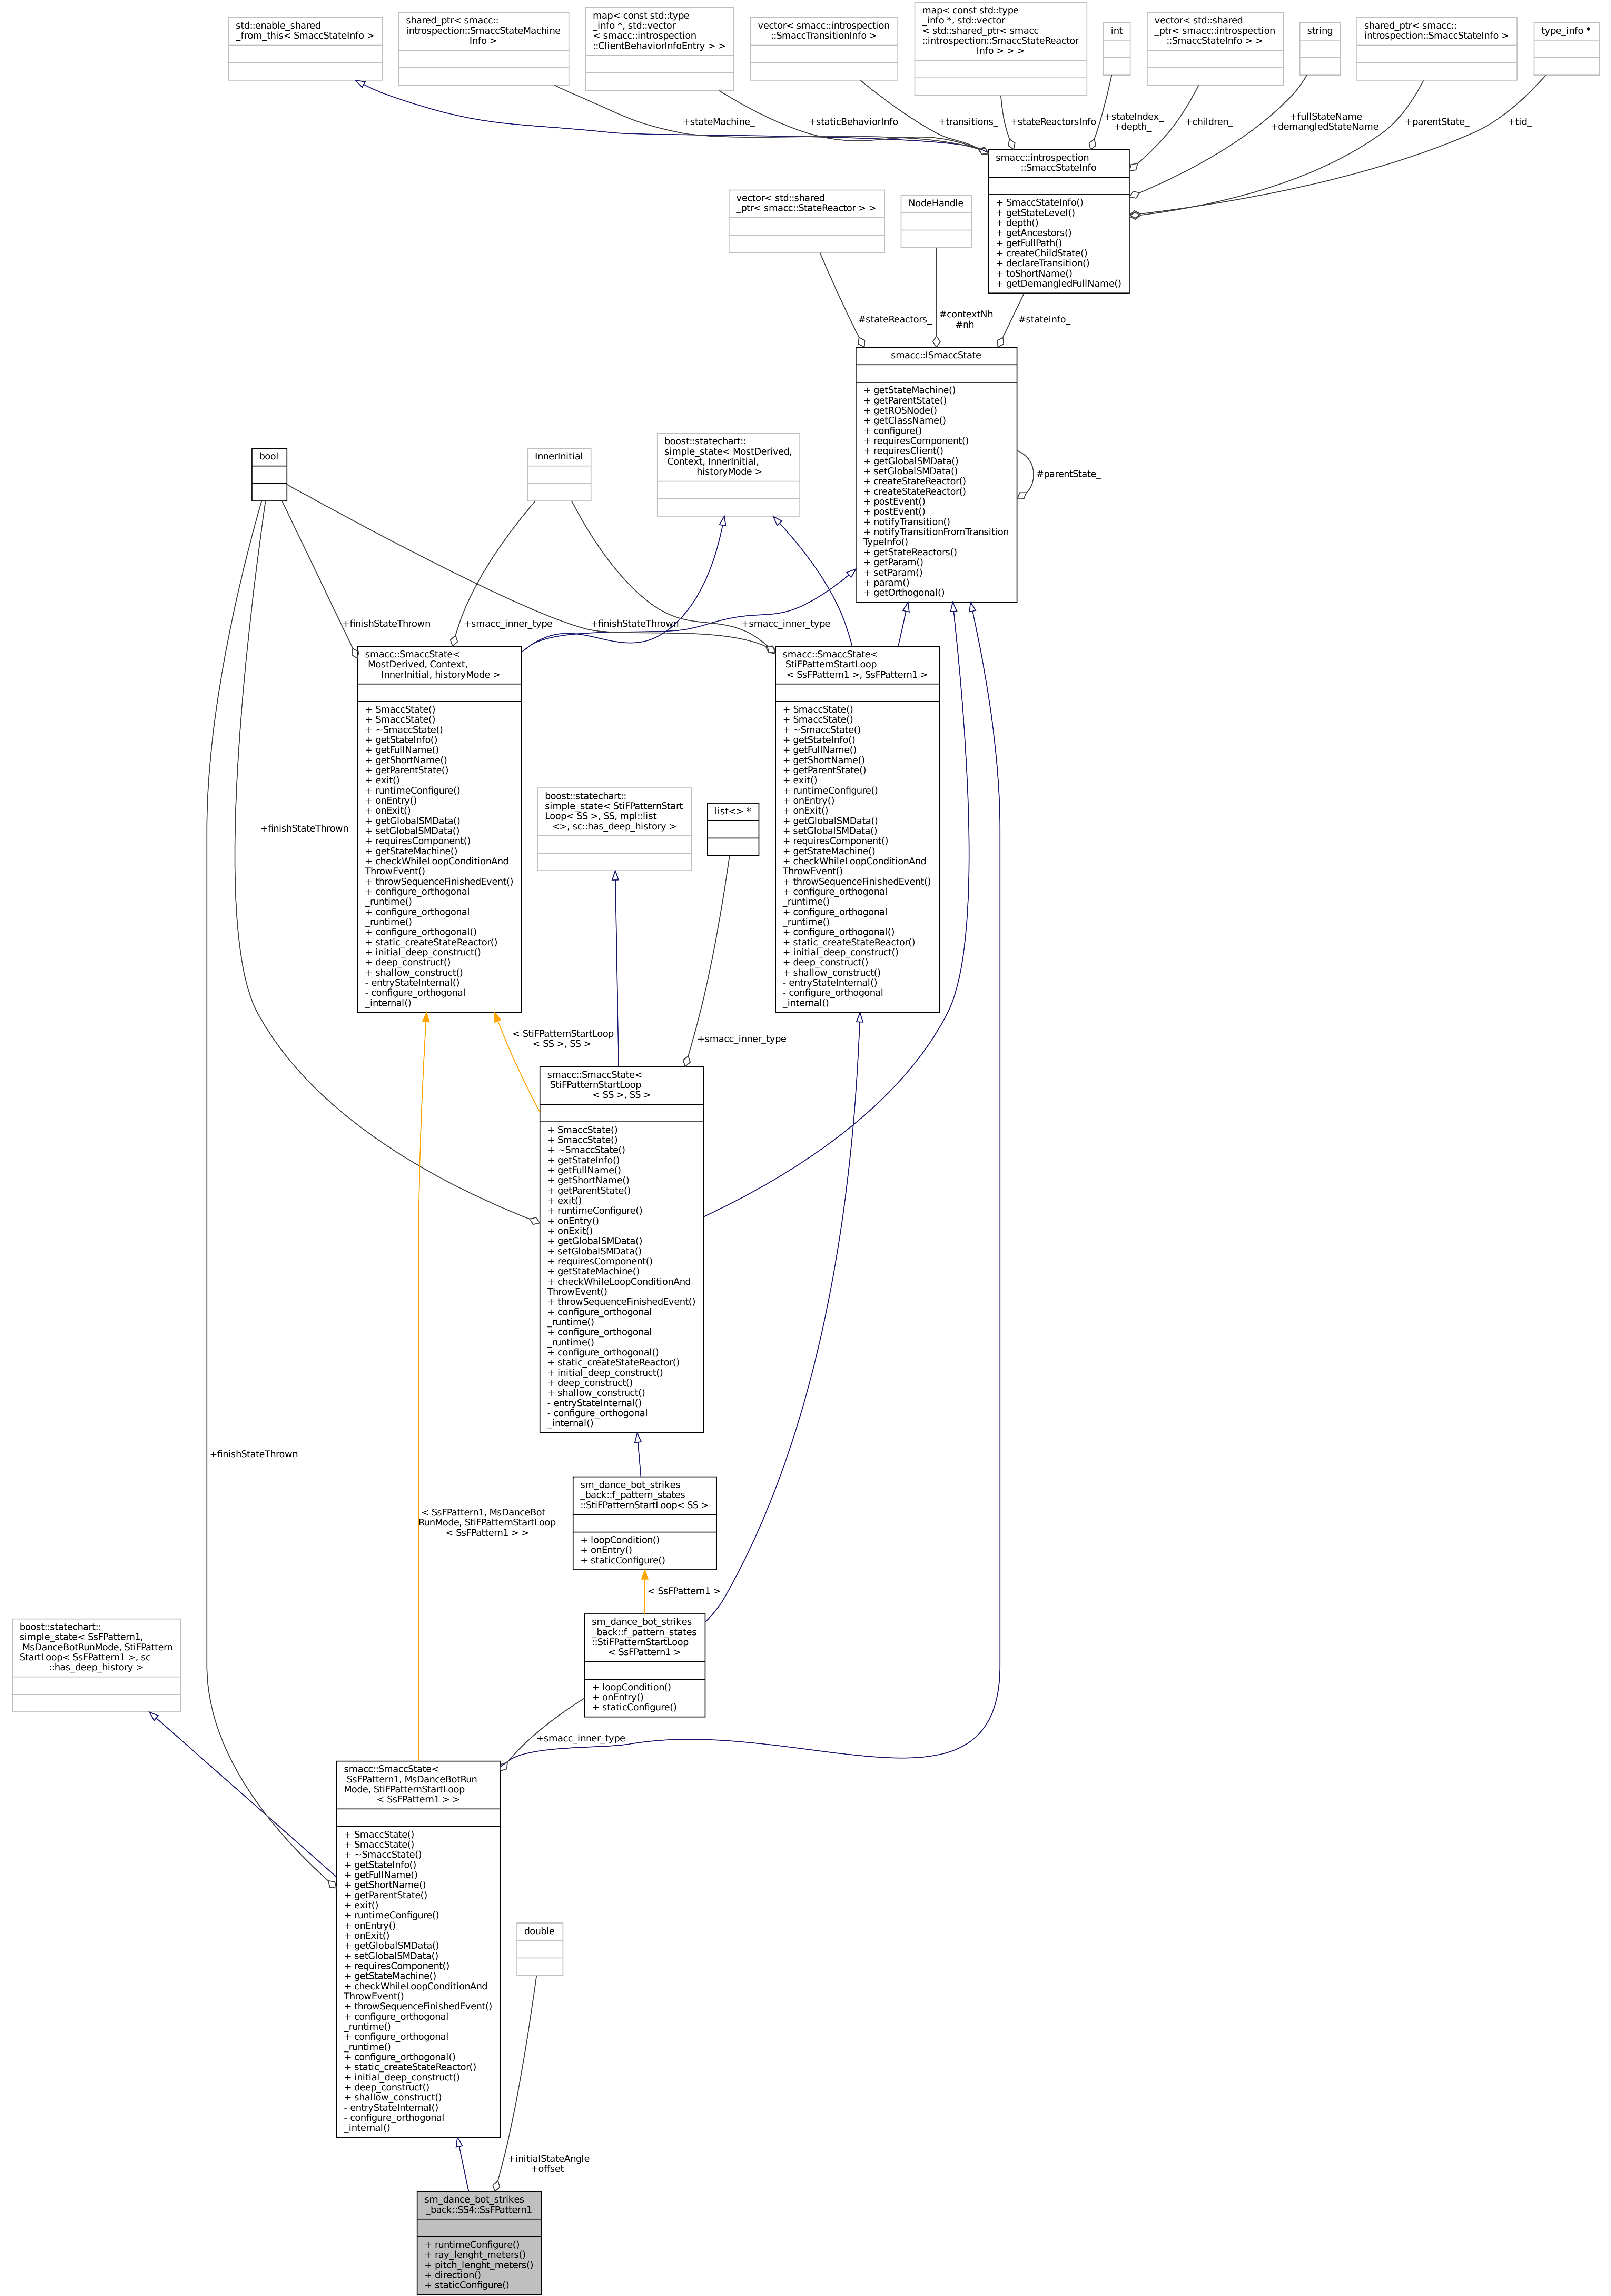 std::enable_shared
_from_this< SmaccStateInfo >
shared_ptr< smacc::
introspection::SmaccStateMachine
Info >
map< const std::type
_info *, std::vector
< smacc::introspection
::ClientBehaviorInfoEntry > >
vector< smacc::introspection
::SmaccTransitionInfo >
map< const std::type
_info *, std::vector
< std::shared_ptr< smacc
::introspection::SmaccStateReactor
Info > > >
int
vector< std::shared
_ptr< smacc::introspection
::SmaccStateInfo > >
string
shared_ptr< smacc::
introspection::SmaccStateInfo >
type_info *
+stateMachine_
+staticBehaviorInfo
+transitions_
+stateReactorsInfo
+stateIndex_
+depth_
+children_
+fullStateName
+demangledStateName
+parentState_
+tid_
smacc::introspection
::SmaccStateInfo
+ SmaccStateInfo()
+ getStateLevel()
+ depth()
+ getAncestors()
+ getFullPath()
+ createChildState()
+ declareTransition()
+ toShortName()
+ getDemangledFullName()
vector< std::shared
_ptr< smacc::StateReactor > >
NodeHandle
#stateReactors_
#contextNh
#nh
#stateInfo_
smacc::ISmaccState
+ getStateMachine()
+ getParentState()
+ getROSNode()
+ getClassName()
+ configure()
+ requiresComponent()
+ requiresClient()
+ getGlobalSMData()
+ setGlobalSMData()
+ createStateReactor()
+ createStateReactor()
+ postEvent()
+ postEvent()
+ notifyTransition()
+ notifyTransitionFromTransition
TypeInfo()
+ getStateReactors()
+ getParam()
+ setParam()
+ param()
+ getOrthogonal()
#parentState_
bool
InnerInitial
boost::statechart::
simple_state< MostDerived,
Context, InnerInitial,
historyMode >
+finishStateThrown
+smacc_inner_type
+finishStateThrown
+smacc_inner_type
smacc::SmaccState<
MostDerived, Context,
InnerInitial, historyMode >
+ SmaccState()
+ SmaccState()
+ ~SmaccState()
+ getStateInfo()
+ getFullName()
+ getShortName()
+ getParentState()
+ exit()
+ runtimeConfigure()
+ onEntry()
+ onExit()
+ getGlobalSMData()
+ setGlobalSMData()
+ requiresComponent()
+ getStateMachine()
+ checkWhileLoopConditionAnd
ThrowEvent()
+ throwSequenceFinishedEvent()
+ configure_orthogonal
_runtime()
+ configure_orthogonal
_runtime()
+ configure_orthogonal()
+ static_createStateReactor()
+ initial_deep_construct()
+ deep_construct()
+ shallow_construct()
- entryStateInternal()
- configure_orthogonal
_internal()
smacc::SmaccState<
StiFPatternStartLoop
< SsFPattern1 >, SsFPattern1 >
+ SmaccState()
+ SmaccState()
+ ~SmaccState()
+ getStateInfo()
+ getFullName()
+ getShortName()
+ getParentState()
+ exit()
+ runtimeConfigure()
+ onEntry()
+ onExit()
+ getGlobalSMData()
+ setGlobalSMData()
+ requiresComponent()
+ getStateMachine()
+ checkWhileLoopConditionAnd
ThrowEvent()
+ throwSequenceFinishedEvent()
+ configure_orthogonal
_runtime()
+ configure_orthogonal
_runtime()
+ configure_orthogonal()
+ static_createStateReactor()
+ initial_deep_construct()
+ deep_construct()
+ shallow_construct()
- entryStateInternal()
- configure_orthogonal
_internal()
+finishStateThrown
boost::statechart::
simple_state< StiFPatternStart
Loop< SS >, SS, mpl::list
<>, sc::has_deep_history >
list<> *
< StiFPatternStartLoop
< SS >, SS >
+smacc_inner_type
smacc::SmaccState<
StiFPatternStartLoop
< SS >, SS >
+ SmaccState()
+ SmaccState()
+ ~SmaccState()
+ getStateInfo()
+ getFullName()
+ getShortName()
+ getParentState()
+ exit()
+ runtimeConfigure()
+ onEntry()
+ onExit()
+ getGlobalSMData()
+ setGlobalSMData()
+ requiresComponent()
+ getStateMachine()
+ checkWhileLoopConditionAnd
ThrowEvent()
+ throwSequenceFinishedEvent()
+ configure_orthogonal
_runtime()
+ configure_orthogonal
_runtime()
+ configure_orthogonal()
+ static_createStateReactor()
+ initial_deep_construct()
+ deep_construct()
+ shallow_construct()
- entryStateInternal()
- configure_orthogonal
_internal()
+finishStateThrown
sm_dance_bot_strikes
_back::f_pattern_states
::StiFPatternStartLoop< SS >
+ loopCondition()
+ onEntry()
+ staticConfigure()
< SsFPattern1, MsDanceBot
RunMode, StiFPatternStartLoop
< SsFPattern1 > >
< SsFPattern1 >
boost::statechart::
simple_state< SsFPattern1,
MsDanceBotRunMode, StiFPattern
StartLoop< SsFPattern1 >, sc
::has_deep_history >
sm_dance_bot_strikes
_back::f_pattern_states
::StiFPatternStartLoop
< SsFPattern1 >
+ loopCondition()
+ onEntry()
+ staticConfigure()
+smacc_inner_type
smacc::SmaccState<
SsFPattern1, MsDanceBotRun
Mode, StiFPatternStartLoop
< SsFPattern1 > >
+ SmaccState()
+ SmaccState()
+ ~SmaccState()
+ getStateInfo()
+ getFullName()
+ getShortName()
+ getParentState()
+ exit()
+ runtimeConfigure()
+ onEntry()
+ onExit()
+ getGlobalSMData()
+ setGlobalSMData()
+ requiresComponent()
+ getStateMachine()
+ checkWhileLoopConditionAnd
ThrowEvent()
+ throwSequenceFinishedEvent()
+ configure_orthogonal
_runtime()
+ configure_orthogonal
_runtime()
+ configure_orthogonal()
+ static_createStateReactor()
+ initial_deep_construct()
+ deep_construct()
+ shallow_construct()
- entryStateInternal()
- configure_orthogonal
_internal()
double
+initialStateAngle
+offset
sm_dance_bot_strikes
_back::SS4::SsFPattern1
+ runtimeConfigure()
+ ray_lenght_meters()
+ pitch_lenght_meters()
+ direction()
+ staticConfigure()